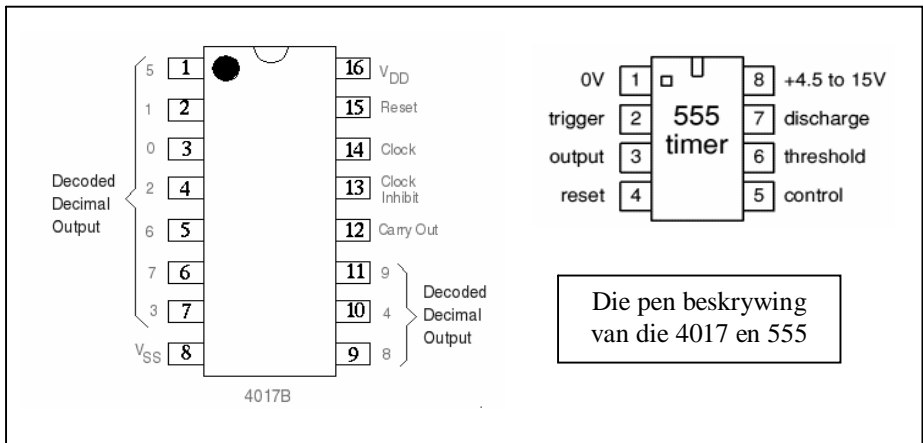 5 1 16 V_DD
1 2 15 Reset
0 3 14 Clock
2 4 13 Clock Inhibit
6 5 12 Carry Out
7 6 11 9
3 7 10 4
V_SS 8 9 8
Decoded
Decimal
Output
Decoded
Decimal
Output
4017B
0V 1 8 +4.5 to 15V
trigger 2 7 discharge
output 3 6 threshold
reset 4 5 control
555
timer
Die pen beskrywing
van die 4017 en 555